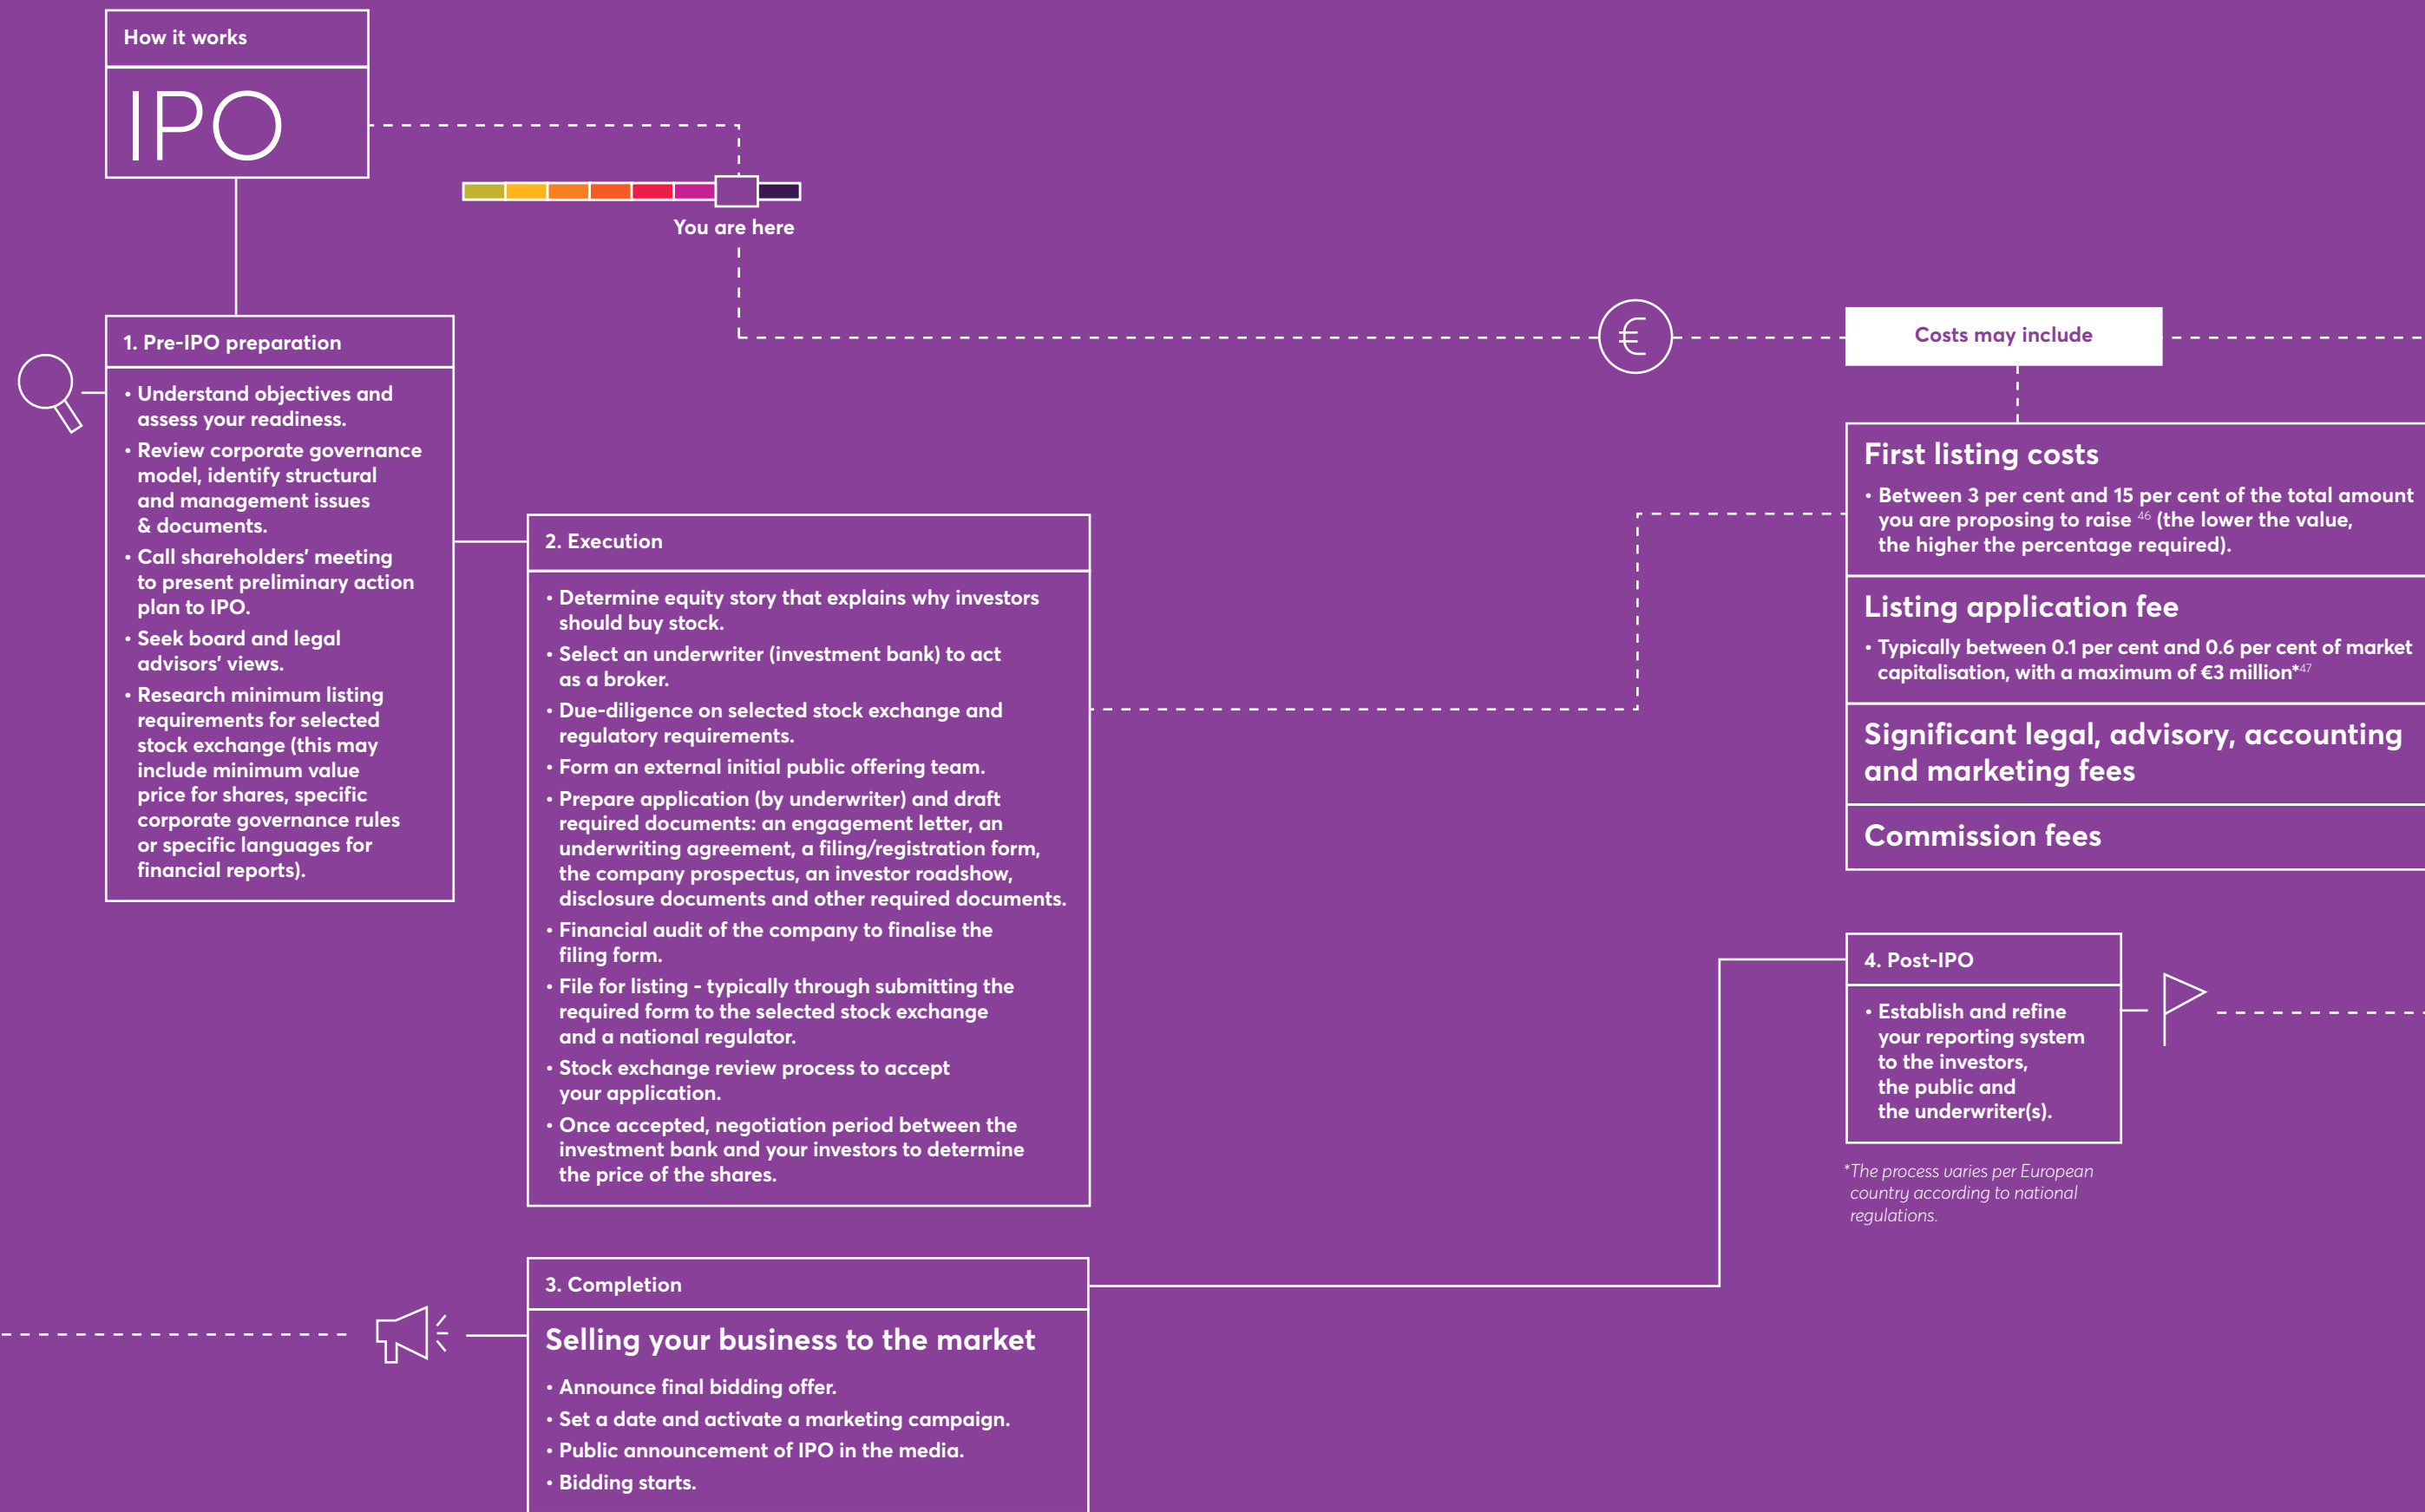 How it works
IPO
You are here
1. Pre-IPO preparation
• Understand objectives and
assess your readiness.
• Review corporate governance
model, identify structural
and management issues
& documents.
• Call shareholders’ meeting
to present preliminary action
plan to IPO.
• Seek board and legal
advisors’ views.
• Research minimum listing
requirements for selected
stock exchange (this may
include minimum value
price for shares, specific
corporate governance rules
or specific languages for
financial reports).
2. Execution
• Determine equity story that explains why investors
should buy stock.
• Select an underwriter (investment bank) to act
as a broker.
• Due-diligence on selected stock exchange and
regulatory requirements.
• Form an external initial public offering team.
• Prepare application (by underwriter) and draft
required documents: an engagement letter, an
underwriting agreement, a filing/registration form,
the company prospectus, an investor roadshow,
disclosure documents and other required documents.
• Financial audit of the company to finalise the
filing form.
• File for listing - typically through submitting the
required form to the selected stock exchange
and a national regulator.
• Stock exchange review process to accept
your application.
• Once accepted, negotiation period between the
investment bank and your investors to determine
the price of the shares.
3. Completion
Selling your business to the market
• Announce final bidding offer.
• Set a date and activate a marketing campaign.
• Public announcement of IPO in the media.
• Bidding starts.
€
Costs may include
First listing costs
• Between 3 per cent and 15 per cent of the total amount
you are proposing to raise 46 (the lower the value,
the higher the percentage required).
Listing application fee
• Typically between 0.1 per cent and 0.6 per cent of market
capitalisation, with a maximum of €3 million*47
Significant legal, advisory, accounting
and marketing fees
Commission fees
4. Post-IPO
• Establish and refine
your reporting system
to the investors,
the public and
the underwriter(s).
*The process varies per European
country according to national
regulations.